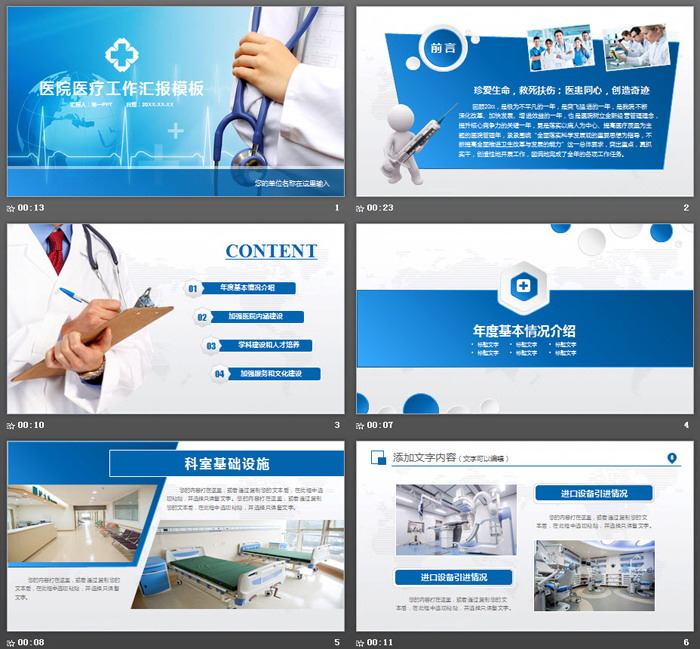 医院医疗工作汇报模板
汇报人：第一PPT    日期：20XX-XX-XX
您的单位名称在这里输入
00:13
1
前言
珍爱生命，救死扶伤；医患同心，创造奇迹
回顾20xx，是极为不平凡的一年，是突飞猛进的一年，是我院不断
深化改革、加快发展、增进效益的一年，也是医院树立全新经营管理理念，
提升核心竞争力的关键一年，更是落实以病人为中心、提高医疗质量为主
题的医院管理年，紧紧围绕“全面落实科学发展观的重要思想为指导，不
断提高全面推进卫生改革与发展的能力”这一总体要求，突出重点，真抓
实干，创造性地开展工作，圆满地完成了全年的各项工作任务。
00:23
2
CONTENT
01 年度基本情况介绍
02 加强医院内涵建设
03 学科建设和人才培养
04 加强服务和文化建设
00:10
3
年度基本情况介绍
• 标题文字 • 标题文字 • 标题文字
• 标题文字 • 标题文字 • 标题文字
00:07
4
科室基础设施
您的内容打在这里，或者通过复制您的文本后，在此框中选
择粘贴，并选择只保留文字。您的内容打在这里，或者通过复制
您的文本后，在此框中选择粘贴，并选择只保留文字。
您的内容打在这里，或者通过复制您的
文本后，在此框中选择粘贴，并选择只保留
文字。
00:08
5
添加文字内容（文字可以编辑）
进口设备引进情况
您的内容打在这里，或者通过复制您的文本
后，在此框中选择粘贴，并选择只保留文字。
进口设备引进情况
您的内容打在这里，或者通过复制您的文
本后，在此框中选择粘贴，并选择只保留文字。
00:11
6